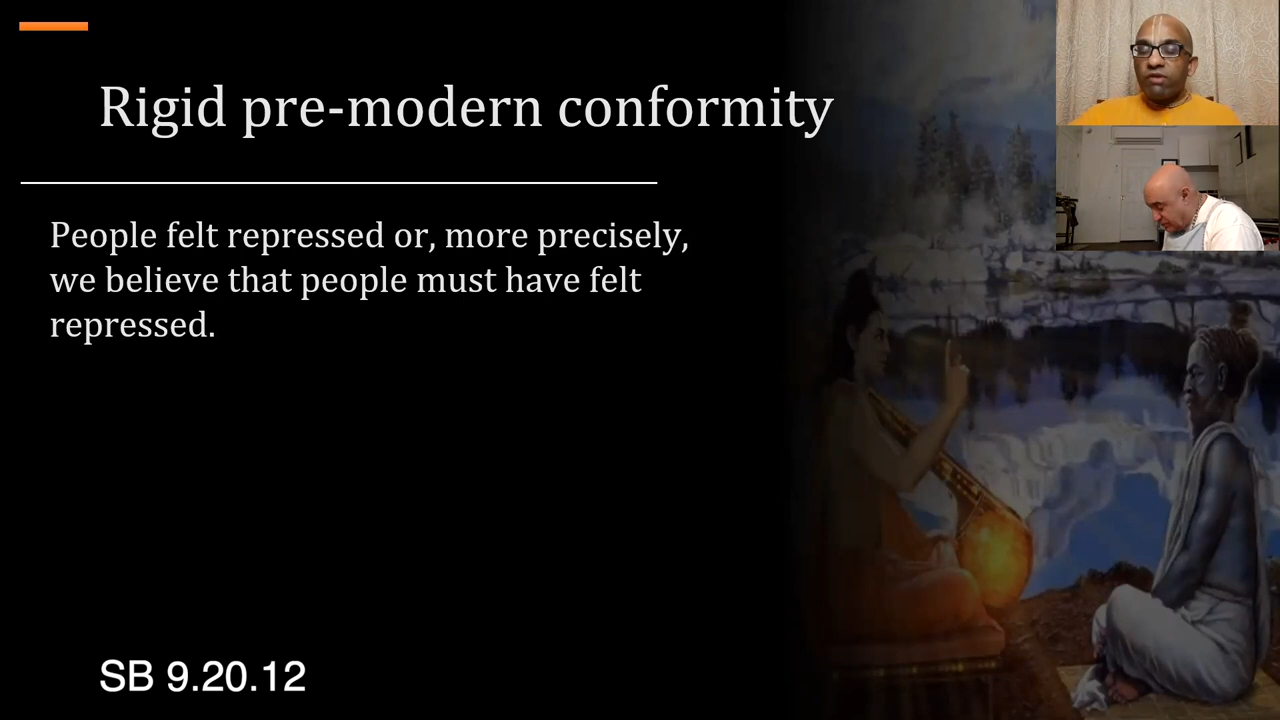 Rigid pre-modern conformity
People felt repressed or, more precisely,
we believe that people must have felt
repressed.
SB 9.20.12